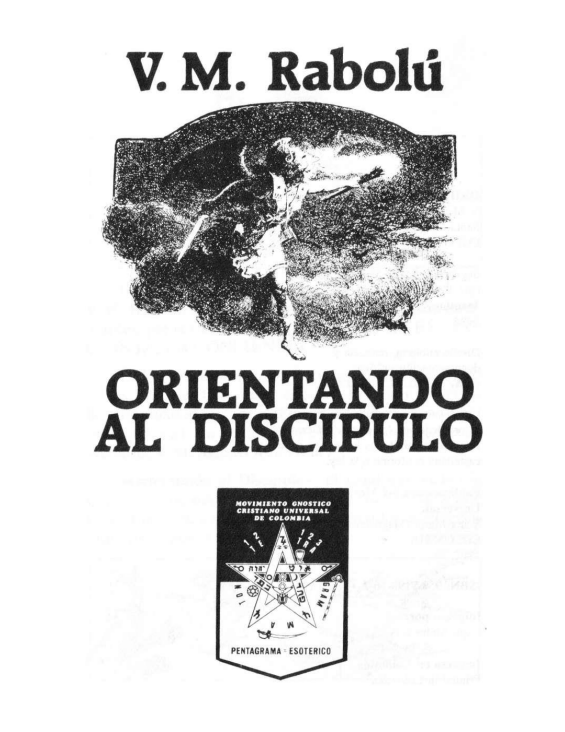 V. M. Rabolú
ORIENTANDO
AL DISCIPULO
MOVIMIENTO GNOSTICO
CRISTIANO UNIVERSAL
DE COLOMBIA
PENTAGRAMA - ESOTERICO